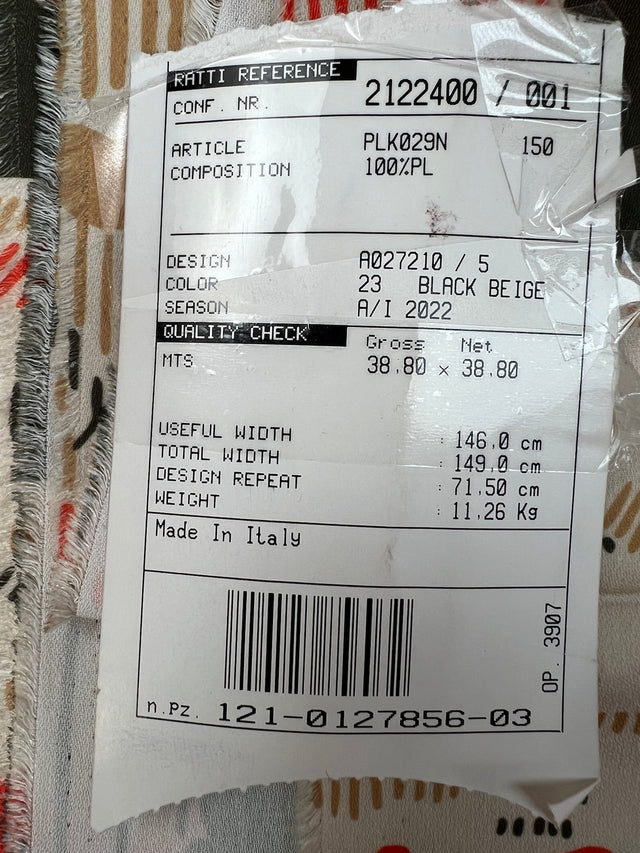 RATTI REFERENCE
CONF. NR. 2122400 / 001
ARTICLE PLK029N 150
COMPOSITION 100%PL
DESIGN A027210 / 5
COLOR 23 BLACK BEIGE
SEASON A/I 2022
QUALITY CHECK Gross Net
MTS 38.80 x 38.80
USEFUL WIDTH : 146,0 cm
TOTAL WIDTH : 149,0 cm
DESIGN REPEAT : 71,50 cm
WEIGHT : 11,26 Kg
Made In Italy
OP. 3907
n.Pz. 121-0127856-03